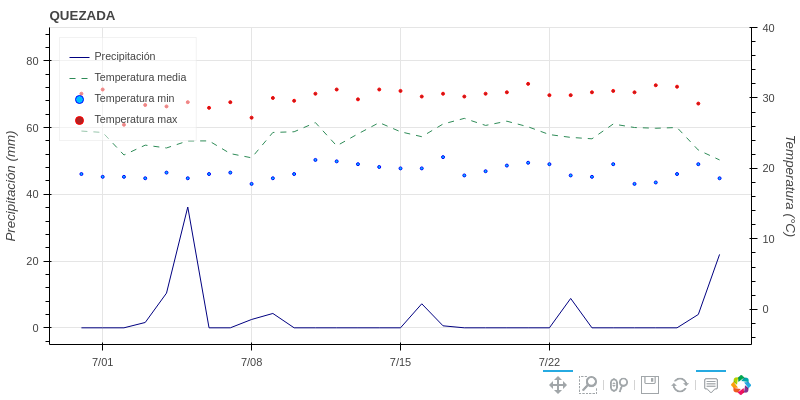 QUEZADA
Precipitación
Temperatura media
Temperatura min
Temperatura max
Precipitación (mm)
80
60
40
20
0
Temperatura (°C)
40
30
20
10
0
7/01
7/08
7/15
7/22